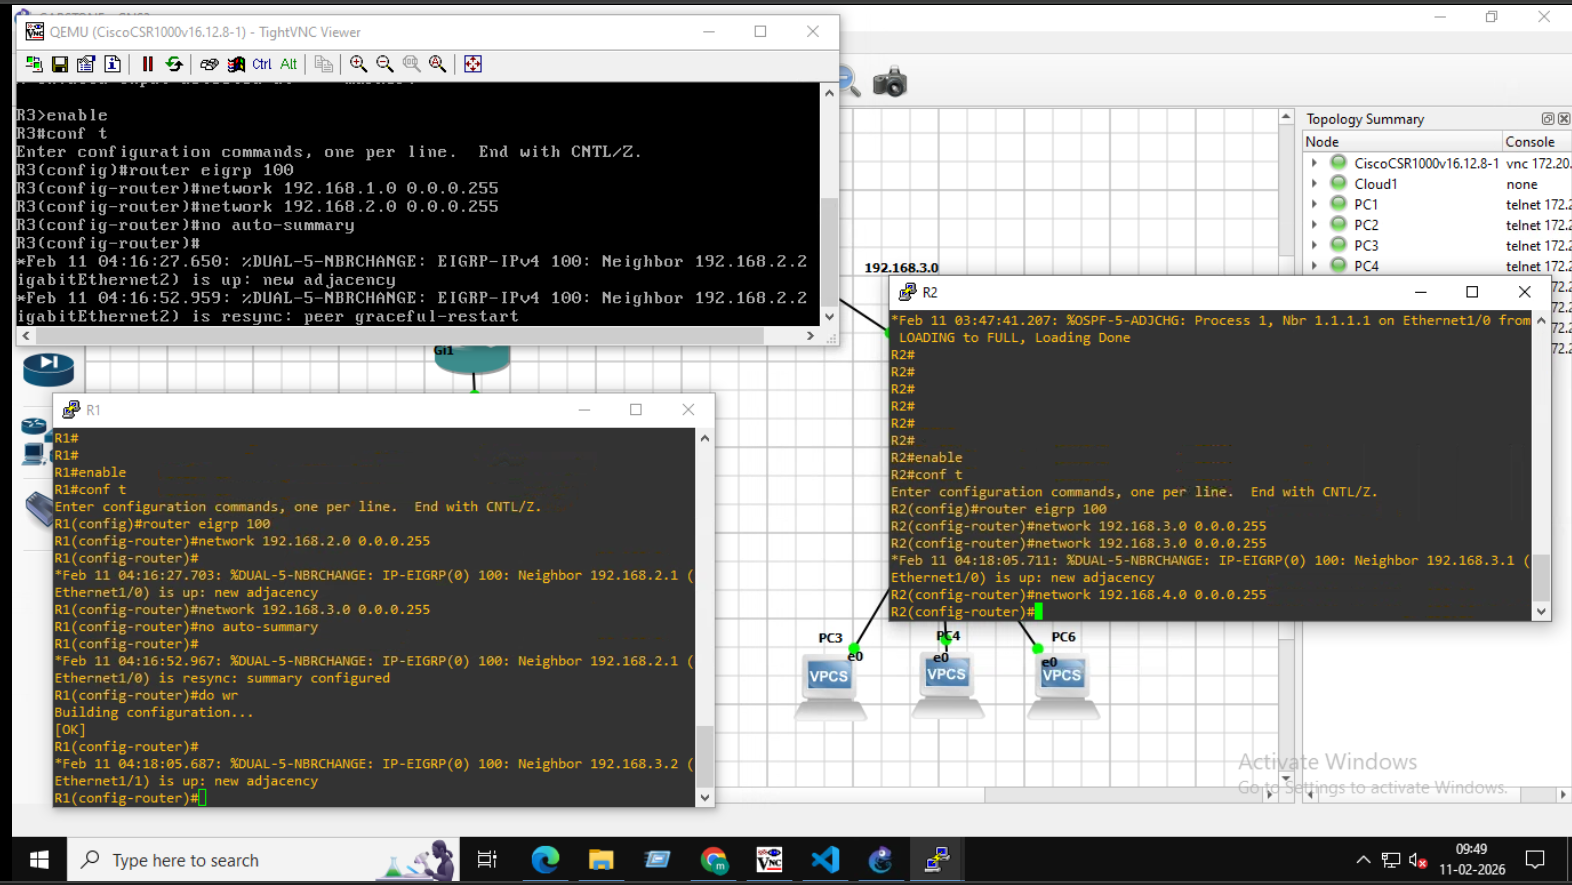 QEMU (CiscoCSR1000v16.12.8-1) - TightVNC Viewer
Ctrl Alt
R3>enable
R3#conf t
Enter configuration commands, one per line.  End with CNTL/Z.
R3(config)#router eigrp 100
R3(config-router)#network 192.168.1.0 0.0.0.255
R3(config-router)#network 192.168.2.0 0.0.0.255
R3(config-router)#no auto-summary
R3(config-router)#
*Feb 11 04:16:27.650: %DUAL-5-NBRCHANGE: EIGRP-IPv4 100: Neighbor 192.168.2.2
igabitEthernet2) is up: new adjacency
*Feb 11 04:16:52.959: %DUAL-5-NBRCHANGE: EIGRP-IPv4 100: Neighbor 192.168.2.2
igabitEthernet2) is resync: peer graceful-restart
Gi1
192.168.3.0
Topology Summary
Node Console
CiscoCSR1000v16.12.8-1 vnc 172.20.
Cloud1 none
PC1 telnet 172.2
PC2 telnet 172.2
PC3 telnet 172.2
PC4 telnet 172.2
72.2
72.2
72.2
72.2
R2
*Feb 11 03:47:41.207: %OSPF-5-ADJCHG: Process 1, Nbr 1.1.1.1 on Ethernet1/0 from
LOADING to FULL, Loading Done
R2#
R2#
R2#
R2#
R2#
R2#
R2#enable
R2#conf t
Enter configuration commands, one per line.  End with CNTL/Z.
R2(config)#router eigrp 100
R2(config-router)#network 192.168.3.0 0.0.0.255
R2(config-router)#network 192.168.3.0 0.0.0.255
*Feb 11 04:18:05.711: %DUAL-5-NBRCHANGE: IP-EIGRP(0) 100: Neighbor 192.168.3.1 (
Ethernet1/0) is up: new adjacency
R2(config-router)#network 192.168.4.0 0.0.0.255
R2(config-router)#
R1
R1#
R1#
R1#enable
R1#conf t
Enter configuration commands, one per line.  End with CNTL/Z.
R1(config)#router eigrp 100
R1(config-router)#network 192.168.2.0 0.0.0.255
R1(config-router)#
*Feb 11 04:16:27.703: %DUAL-5-NBRCHANGE: IP-EIGRP(0) 100: Neighbor 192.168.2.1 (
Ethernet1/0) is up: new adjacency
R1(config-router)#network 192.168.3.0 0.0.0.255
R1(config-router)#no auto-summary
R1(config-router)#
*Feb 11 04:16:52.967: %DUAL-5-NBRCHANGE: IP-EIGRP(0) 100: Neighbor 192.168.2.1 (
Ethernet1/0) is resync: summary configured
R1(config-router)#do wr
Building configuration...
[OK]
R1(config-router)#
*Feb 11 04:18:05.687: %DUAL-5-NBRCHANGE: IP-EIGRP(0) 100: Neighbor 192.168.3.2 (
Ethernet1/1) is up: new adjacency
R1(config-router)#
PC3 PC4 PC6
e0 e0 e0
VPCS VPCS VPCS
Activate Windows
Go to Settings to activate Windows.
Type here to search
09:49
11-02-2026